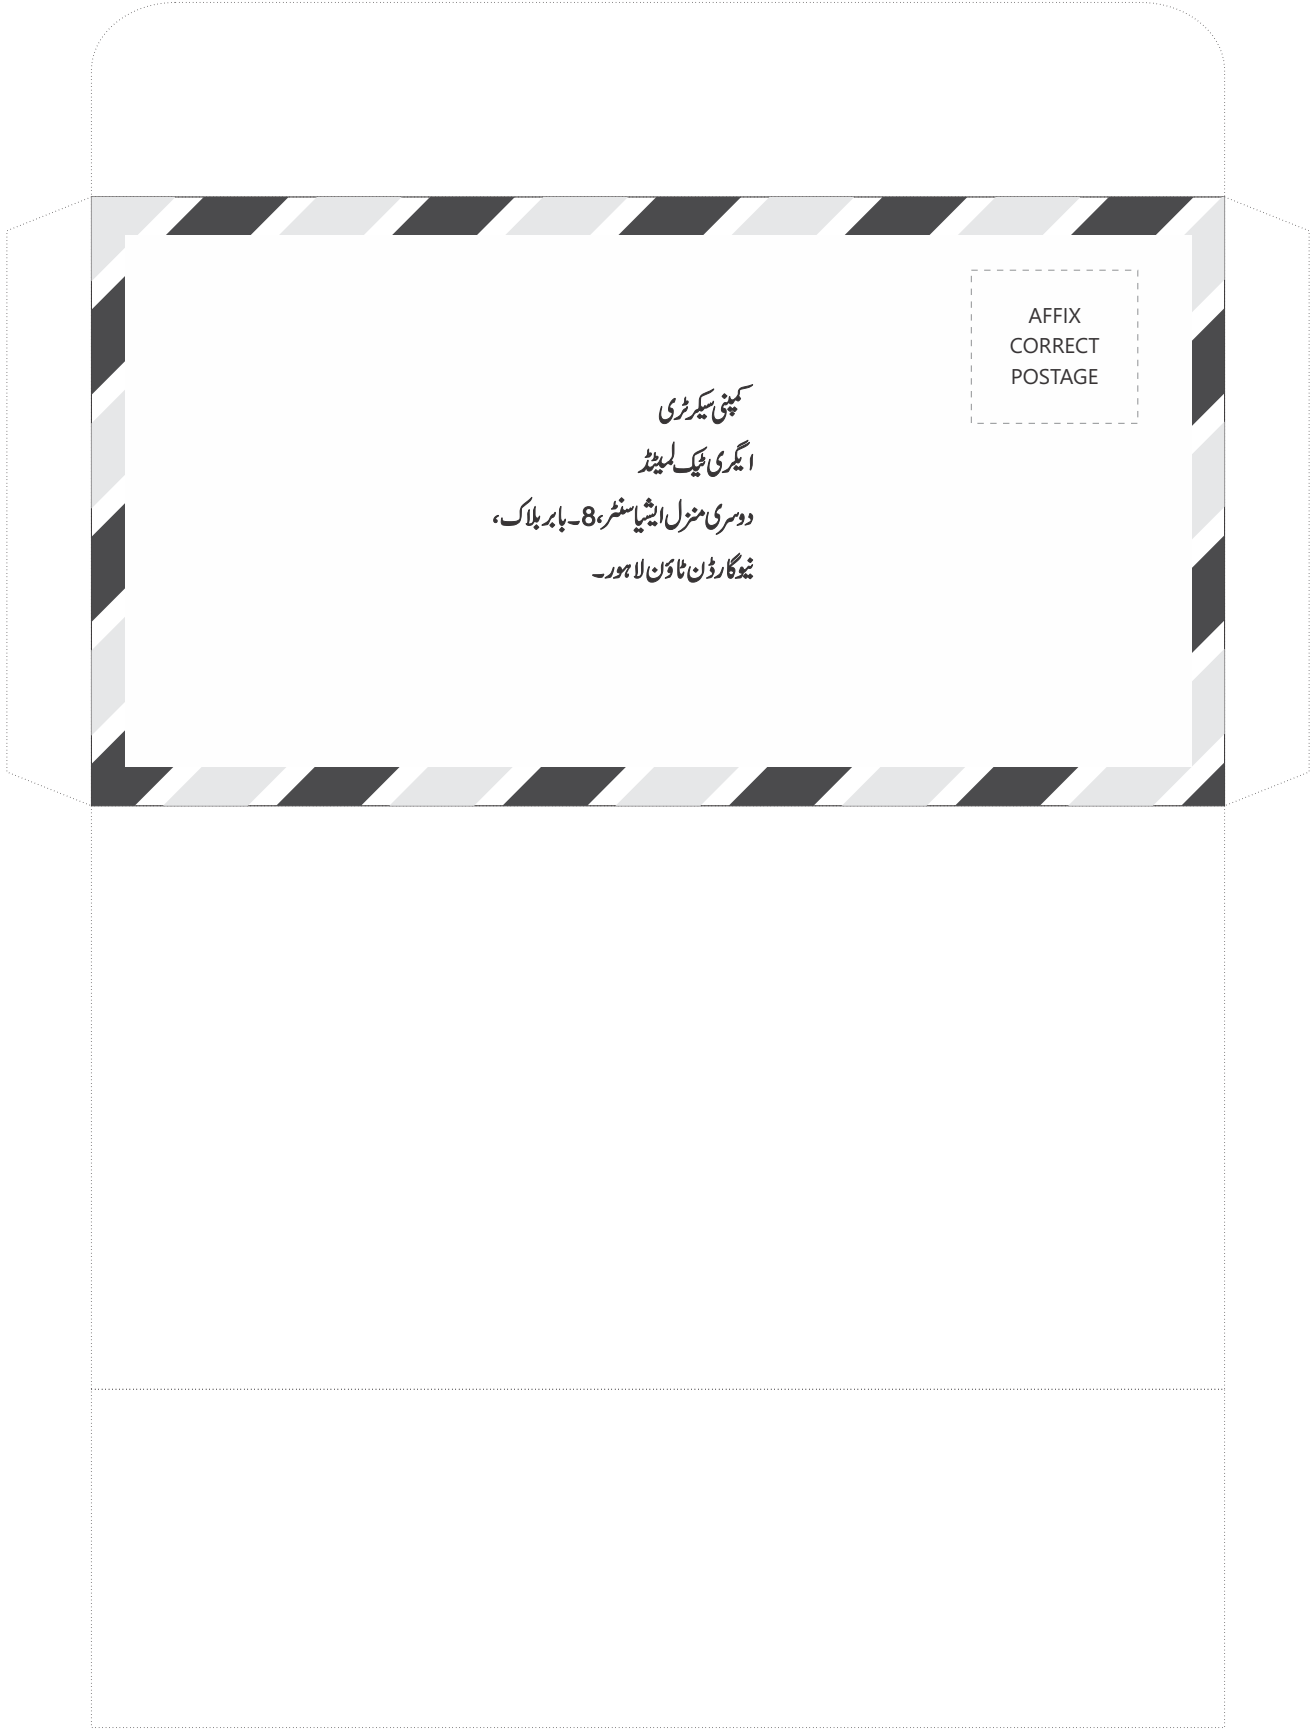 AFFIX
CORRECT
POSTAGE
کمپنی سیکرٹری
ایگری ٹیک لمیٹڈ
دوسری منزل ایشیا سنٹر، 8۔ بابر بلاک،
نیو گارڈن ٹاؤن لاہور۔